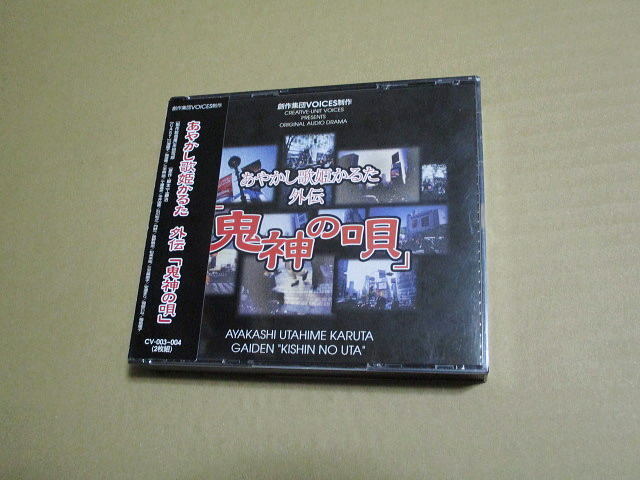 創作集団VOICES制作
あやかし歌姫かるた 外伝「鬼神の唄」
CV-003~004
(2枚組)
創作集団VOICES制作
CREATIVE-UNIT VOICES
PRESENTS
ORIGINAL AUDIO DRAMA
あやかし歌姫かるた
外伝
「鬼神の唄」
AYAKASHI UTAHIME KARUTA
GAIDEN "KISHIN NO UTA"